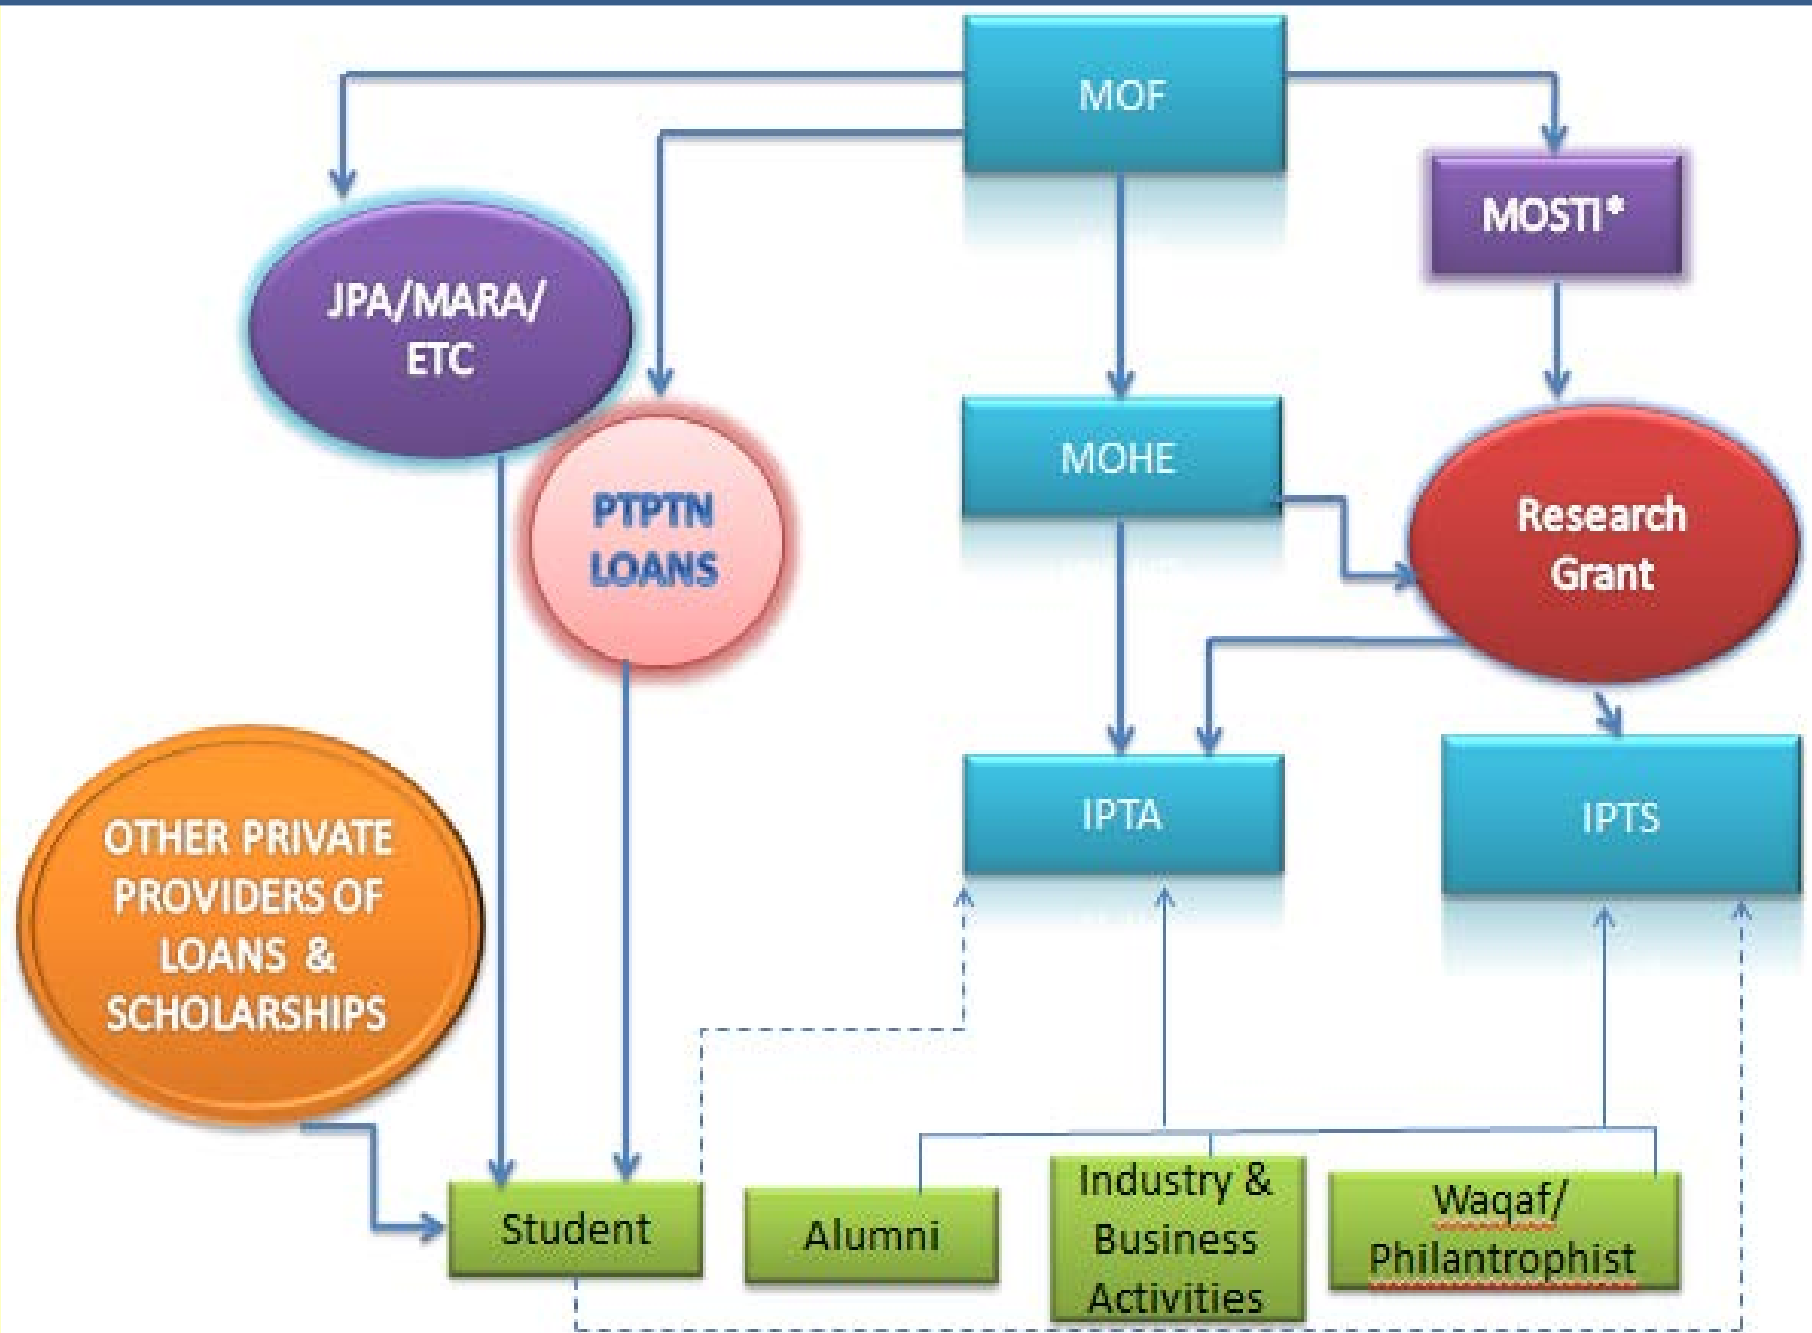 MOF
MOSTI*
JPA/MARA/
ETC
MOHE
PTPTN
LOANS
Research
Grant
IPTA
IPTS
OTHER PRIVATE
PROVIDERS OF
LOANS &
SCHOLARSHIPS
Student
Alumni
Industry &
Business
Activities
Waqaf/
Philantrophist